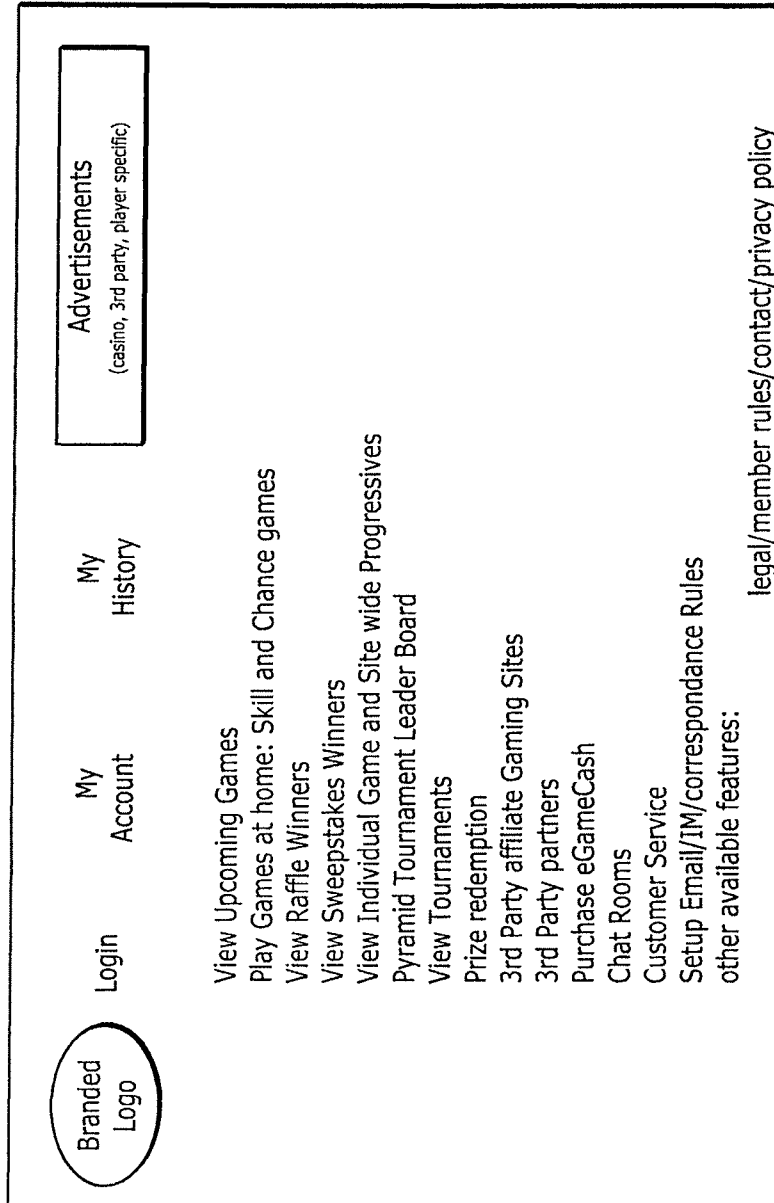 Branded
Logo
Login
My
Account
My
History
Advertisements
(casino, 3rd party, player specific)
View Upcoming Games
Play Games at home: Skill and Chance games
View Raffle Winners
View Sweepstakes Winners
View Individual Game and Site wide Progressives
Pyramid Tournament Leader Board
View Tournaments
Prize redemption
3rd Party affiliate Gaming Sites
3rd Party partners
Purchase eGameCash
Chat Rooms
Customer Service
Setup Email/IM/correspondance Rules
other available features:
legal/member rules/contact/privacy policy